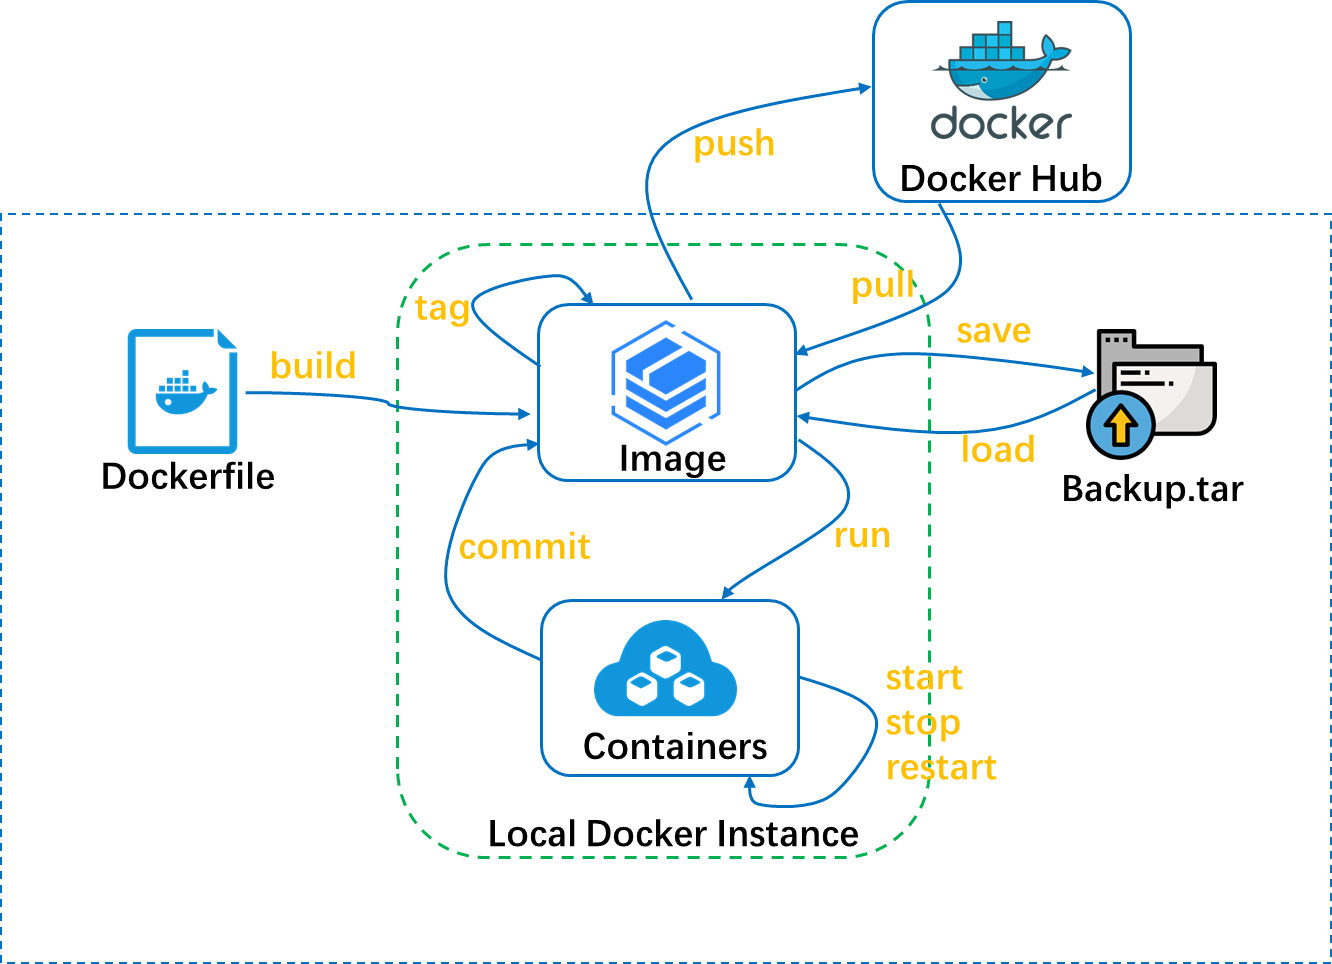 docker
Docker Hub
push
pull
tag
save
build
Image
load
Dockerfile
Backup.tar
commit
run
start
stop
restart
Containers
Local Docker Instance